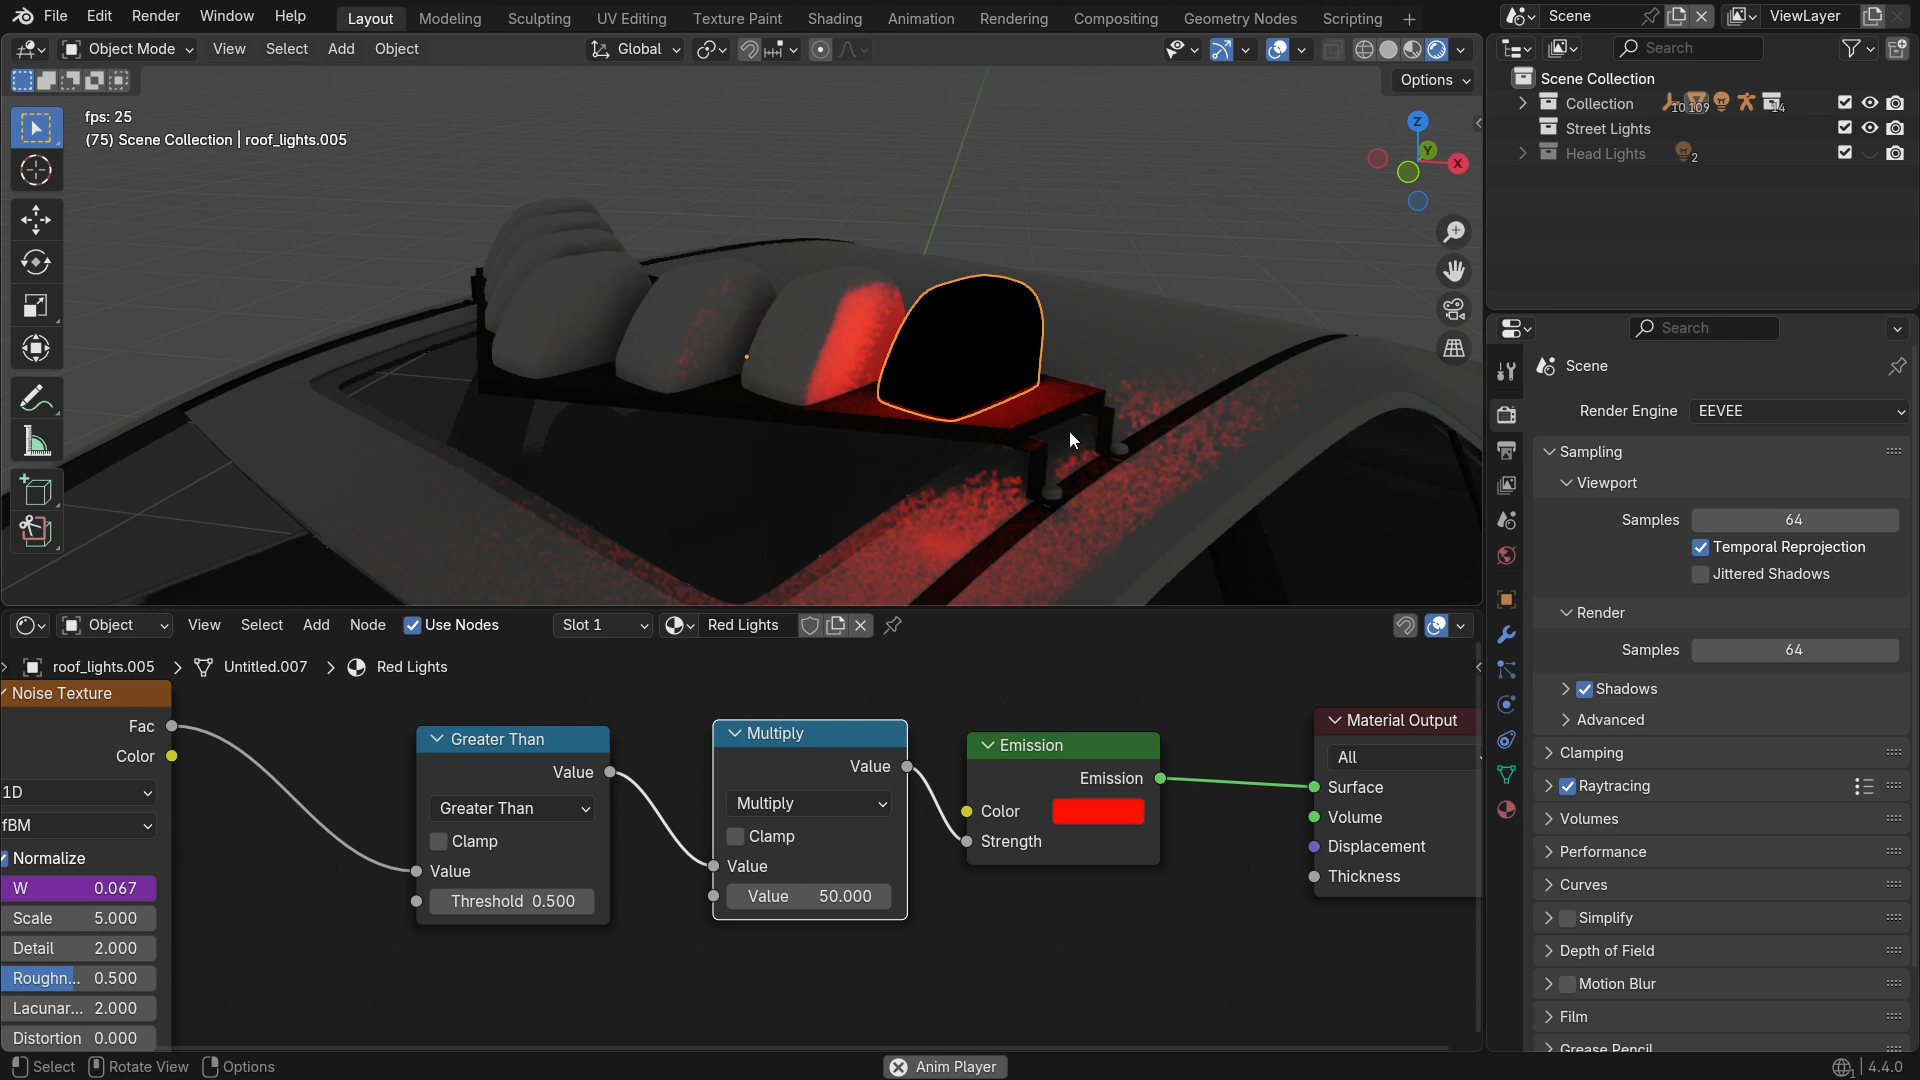 File Edit Render Window Help
Layout Modeling Sculpting UV Editing Texture Paint Shading Animation Rendering Compositing Geometry Nodes Scripting +
Scene ViewLayer
Object Mode View Select Add Object Global
Options
fps: 25
(75) Scene Collection | roof_lights.005
Z
Y
X
Search
Scene Collection
Collection 10 109 14
Street Lights
Head Lights 2
Search
Scene
Render Engine EEVEE
Sampling
Viewport
Samples 64
Temporal Reprojection
Jittered Shadows
Render
Samples 64
Shadows
Advanced
Clamping
Raytracing
Volumes
Performance
Curves
Simplify
Depth of Field
Motion Blur
Film
Grease Pencil
Object View Select Add Node Use Nodes Slot 1 Red Lights
roof_lights.005 > Untitled.007 > Red Lights
Noise Texture
Fac
Color
1D
fBM
Normalize
W 0.067
Scale 5.000
Detail 2.000
Roughn... 0.500
Lacunar... 2.000
Distortion 0.000
Greater Than
Value
Greater Than
Clamp
Value
Threshold 0.500
Multiply
Value
Multiply
Clamp
Value
Value 50.000
Emission
Emission
Color
Strength
Material Output
All
Surface
Volume
Displacement
Thickness
Select Rotate View Options Anim Player 1 4.4.0